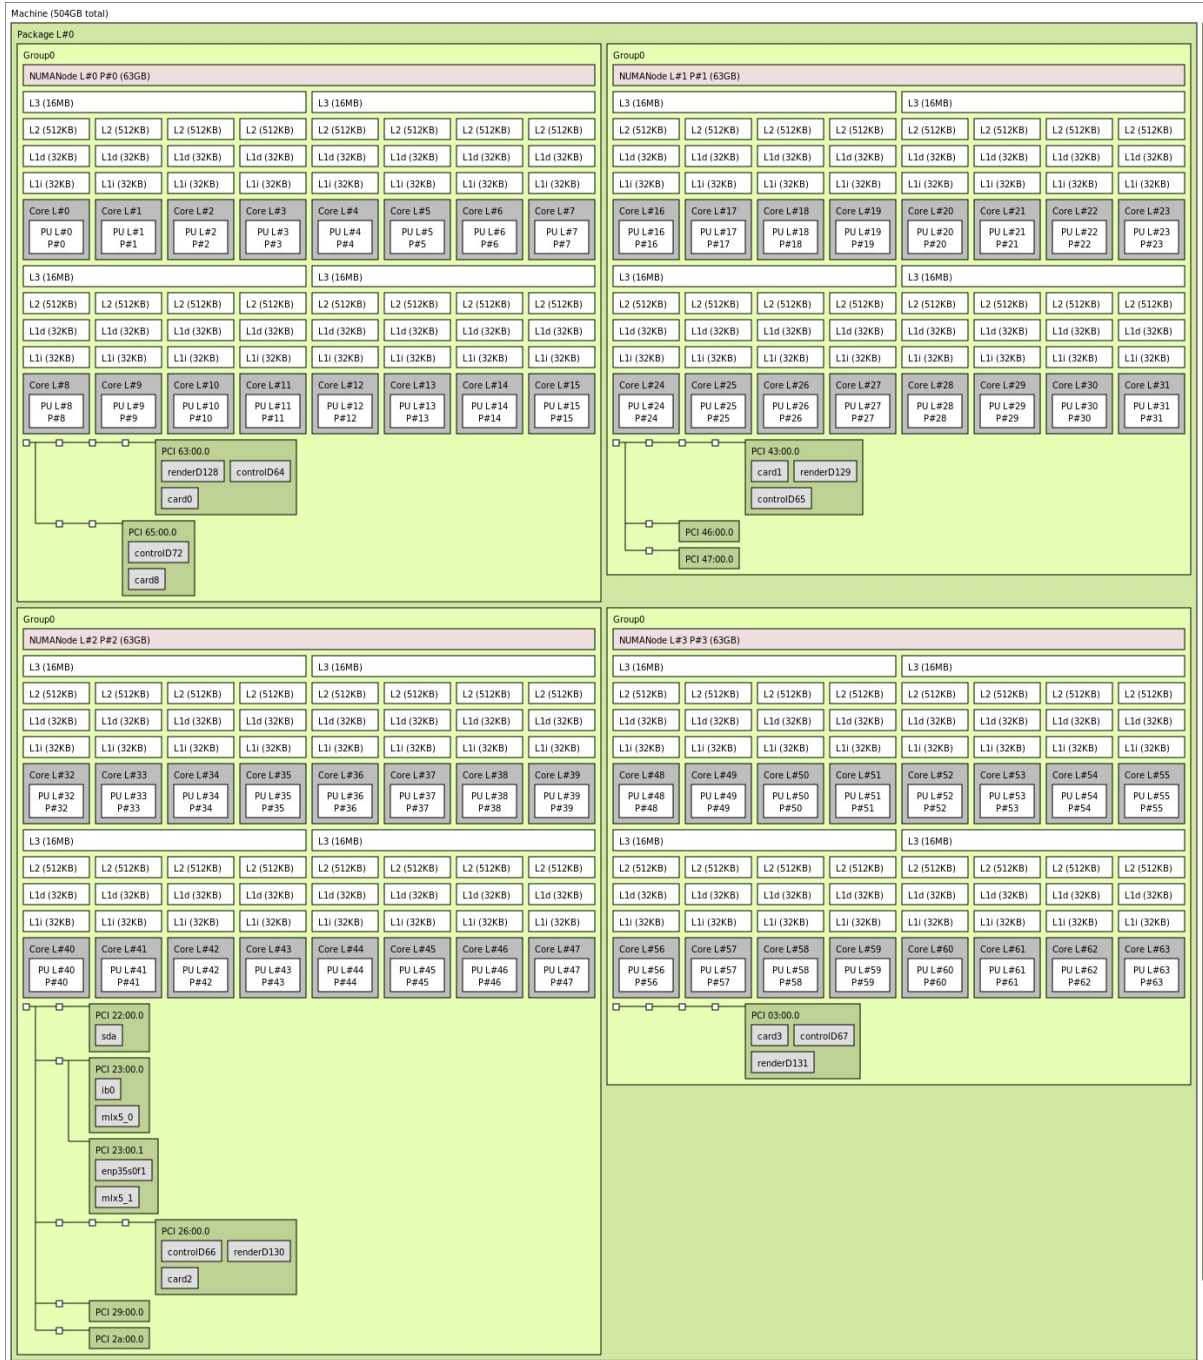 Machine (504GB total)
Package L#0
Group0
NUMANode L#0 P#0 (63GB)
L3 (16MB) L3 (16MB)
L2 (512KB) L2 (512KB) L2 (512KB) L2 (512KB) L2 (512KB) L2 (512KB) L2 (512KB) L2 (512KB)
L1d (32KB) L1d (32KB) L1d (32KB) L1d (32KB) L1d (32KB) L1d (32KB) L1d (32KB) L1d (32KB)
L1i (32KB) L1i (32KB) L1i (32KB) L1i (32KB) L1i (32KB) L1i (32KB) L1i (32KB) L1i (32KB)
Core L#0 Core L#1 Core L#2 Core L#3 Core L#4 Core L#5 Core L#6 Core L#7
PU L#0 PU L#1 PU L#2 PU L#3 PU L#4 PU L#5 PU L#6 PU L#7
P#0 P#1 P#2 P#3 P#4 P#5 P#6 P#7
L3 (16MB) L3 (16MB)
L2 (512KB) L2 (512KB) L2 (512KB) L2 (512KB) L2 (512KB) L2 (512KB) L2 (512KB) L2 (512KB)
L1d (32KB) L1d (32KB) L1d (32KB) L1d (32KB) L1d (32KB) L1d (32KB) L1d (32KB) L1d (32KB)
L1i (32KB) L1i (32KB) L1i (32KB) L1i (32KB) L1i (32KB) L1i (32KB) L1i (32KB) L1i (32KB)
Core L#8 Core L#9 Core L#10 Core L#11 Core L#12 Core L#13 Core L#14 Core L#15
PU L#8 PU L#9 PU L#10 PU L#11 PU L#12 PU L#13 PU L#14 PU L#15
P#8 P#9 P#10 P#11 P#12 P#13 P#14 P#15
PCI 63:00.0
renderD128 controlD64
card0
PCI 65:00.0
controlD72
card8
Group0
NUMANode L#1 P#1 (63GB)
L3 (16MB) L3 (16MB)
L2 (512KB) L2 (512KB) L2 (512KB) L2 (512KB) L2 (512KB) L2 (512KB) L2 (512KB) L2 (512KB)
L1d (32KB) L1d (32KB) L1d (32KB) L1d (32KB) L1d (32KB) L1d (32KB) L1d (32KB) L1d (32KB)
L1i (32KB) L1i (32KB) L1i (32KB) L1i (32KB) L1i (32KB) L1i (32KB) L1i (32KB) L1i (32KB)
Core L#16 Core L#17 Core L#18 Core L#19 Core L#20 Core L#21 Core L#22 Core L#23
PU L#16 PU L#17 PU L#18 PU L#19 PU L#20 PU L#21 PU L#22 PU L#23
P#16 P#17 P#18 P#19 P#20 P#21 P#22 P#23
L3 (16MB) L3 (16MB)
L2 (512KB) L2 (512KB) L2 (512KB) L2 (512KB) L2 (512KB) L2 (512KB) L2 (512KB) L2 (512KB)
L1d (32KB) L1d (32KB) L1d (32KB) L1d (32KB) L1d (32KB) L1d (32KB) L1d (32KB) L1d (32KB)
L1i (32KB) L1i (32KB) L1i (32KB) L1i (32KB) L1i (32KB) L1i (32KB) L1i (32KB) L1i (32KB)
Core L#24 Core L#25 Core L#26 Core L#27 Core L#28 Core L#29 Core L#30 Core L#31
PU L#24 PU L#25 PU L#26 PU L#27 PU L#28 PU L#29 PU L#30 PU L#31
P#24 P#25 P#26 P#27 P#28 P#29 P#30 P#31
PCI 43:00.0
card1 renderD129
controlD65
PCI 46:00.0
PCI 47:00.0
Group0
NUMANode L#2 P#2 (63GB)
L3 (16MB) L3 (16MB)
L2 (512KB) L2 (512KB) L2 (512KB) L2 (512KB) L2 (512KB) L2 (512KB) L2 (512KB) L2 (512KB)
L1d (32KB) L1d (32KB) L1d (32KB) L1d (32KB) L1d (32KB) L1d (32KB) L1d (32KB) L1d (32KB)
L1i (32KB) L1i (32KB) L1i (32KB) L1i (32KB) L1i (32KB) L1i (32KB) L1i (32KB) L1i (32KB)
Core L#32 Core L#33 Core L#34 Core L#35 Core L#36 Core L#37 Core L#38 Core L#39
PU L#32 PU L#33 PU L#34 PU L#35 PU L#36 PU L#37 PU L#38 PU L#39
P#32 P#33 P#34 P#35 P#36 P#37 P#38 P#39
L3 (16MB) L3 (16MB)
L2 (512KB) L2 (512KB) L2 (512KB) L2 (512KB) L2 (512KB) L2 (512KB) L2 (512KB) L2 (512KB)
L1d (32KB) L1d (32KB) L1d (32KB) L1d (32KB) L1d (32KB) L1d (32KB) L1d (32KB) L1d (32KB)
L1i (32KB) L1i (32KB) L1i (32KB) L1i (32KB) L1i (32KB) L1i (32KB) L1i (32KB) L1i (32KB)
Core L#40 Core L#41 Core L#42 Core L#43 Core L#44 Core L#45 Core L#46 Core L#47
PU L#40 PU L#41 PU L#42 PU L#43 PU L#44 PU L#45 PU L#46 PU L#47
P#40 P#41 P#42 P#43 P#44 P#45 P#46 P#47
PCI 22:00.0
sda
PCI 23:00.0
ib0
mlx5_0
PCI 23:00.1
enp35s0f1
mlx5_1
PCI 26:00.0
controlD66 renderD130
card2
PCI 29:00.0
PCI 2a:00.0
Group0
NUMANode L#3 P#3 (63GB)
L3 (16MB) L3 (16MB)
L2 (512KB) L2 (512KB) L2 (512KB) L2 (512KB) L2 (512KB) L2 (512KB) L2 (512KB) L2 (512KB)
L1d (32KB) L1d (32KB) L1d (32KB) L1d (32KB) L1d (32KB) L1d (32KB) L1d (32KB) L1d (32KB)
L1i (32KB) L1i (32KB) L1i (32KB) L1i (32KB) L1i (32KB) L1i (32KB) L1i (32KB) L1i (32KB)
Core L#48 Core L#49 Core L#50 Core L#51 Core L#52 Core L#53 Core L#54 Core L#55
PU L#48 PU L#49 PU L#50 PU L#51 PU L#52 PU L#53 PU L#54 PU L#55
P#48 P#49 P#50 P#51 P#52 P#53 P#54 P#55
L3 (16MB) L3 (16MB)
L2 (512KB) L2 (512KB) L2 (512KB) L2 (512KB) L2 (512KB) L2 (512KB) L2 (512KB) L2 (512KB)
L1d (32KB) L1d (32KB) L1d (32KB) L1d (32KB) L1d (32KB) L1d (32KB) L1d (32KB) L1d (32KB)
L1i (32KB) L1i (32KB) L1i (32KB) L1i (32KB) L1i (32KB) L1i (32KB) L1i (32KB) L1i (32KB)
Core L#56 Core L#57 Core L#58 Core L#59 Core L#60 Core L#61 Core L#62 Core L#63
PU L#56 PU L#57 PU L#58 PU L#59 PU L#60 PU L#61 PU L#62 PU L#63
P#56 P#57 P#58 P#59 P#60 P#61 P#62 P#63
PCI 03:00.0
card3 controlD67
renderD131